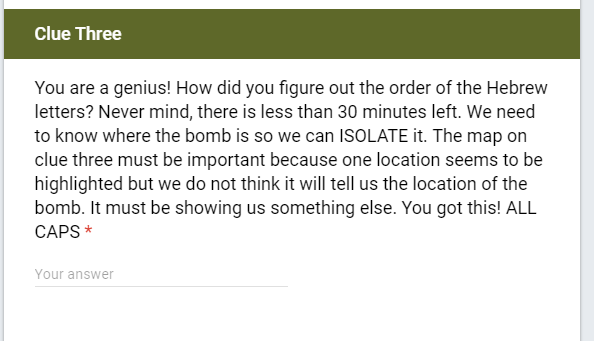 Clue Three
You are a genius! How did you figure out the order of the Hebrew
letters? Never mind, there is less than 30 minutes left. We need
to know where the bomb is so we can ISOLATE it. The map on
clue three must be important because one location seems to be
highlighted but we do not think it will tell us the location of the
bomb. It must be showing us something else. You got this! ALL
CAPS *
Your answer